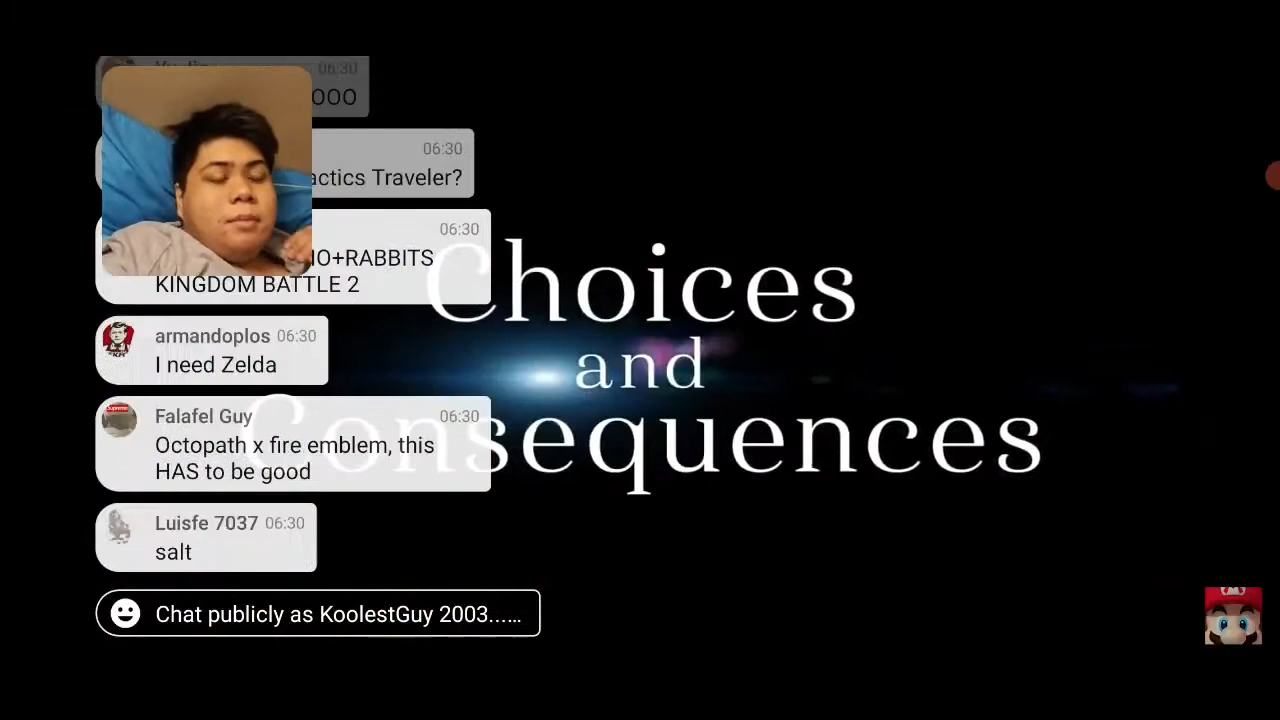 06:30
OOO
06:30
actics Traveler?
06:30
IO+RABBITS
KINGDOM BATTLE 2
armandoplos 06:30
I need Zelda
Falafel Guy 06:30
Octopath x fire emblem, this
HAS to be good
Luisfe 7037 06:30
salt
Chat publicly as KoolestGuy 2003...…
Choices
and
Consequences
Supreme
M